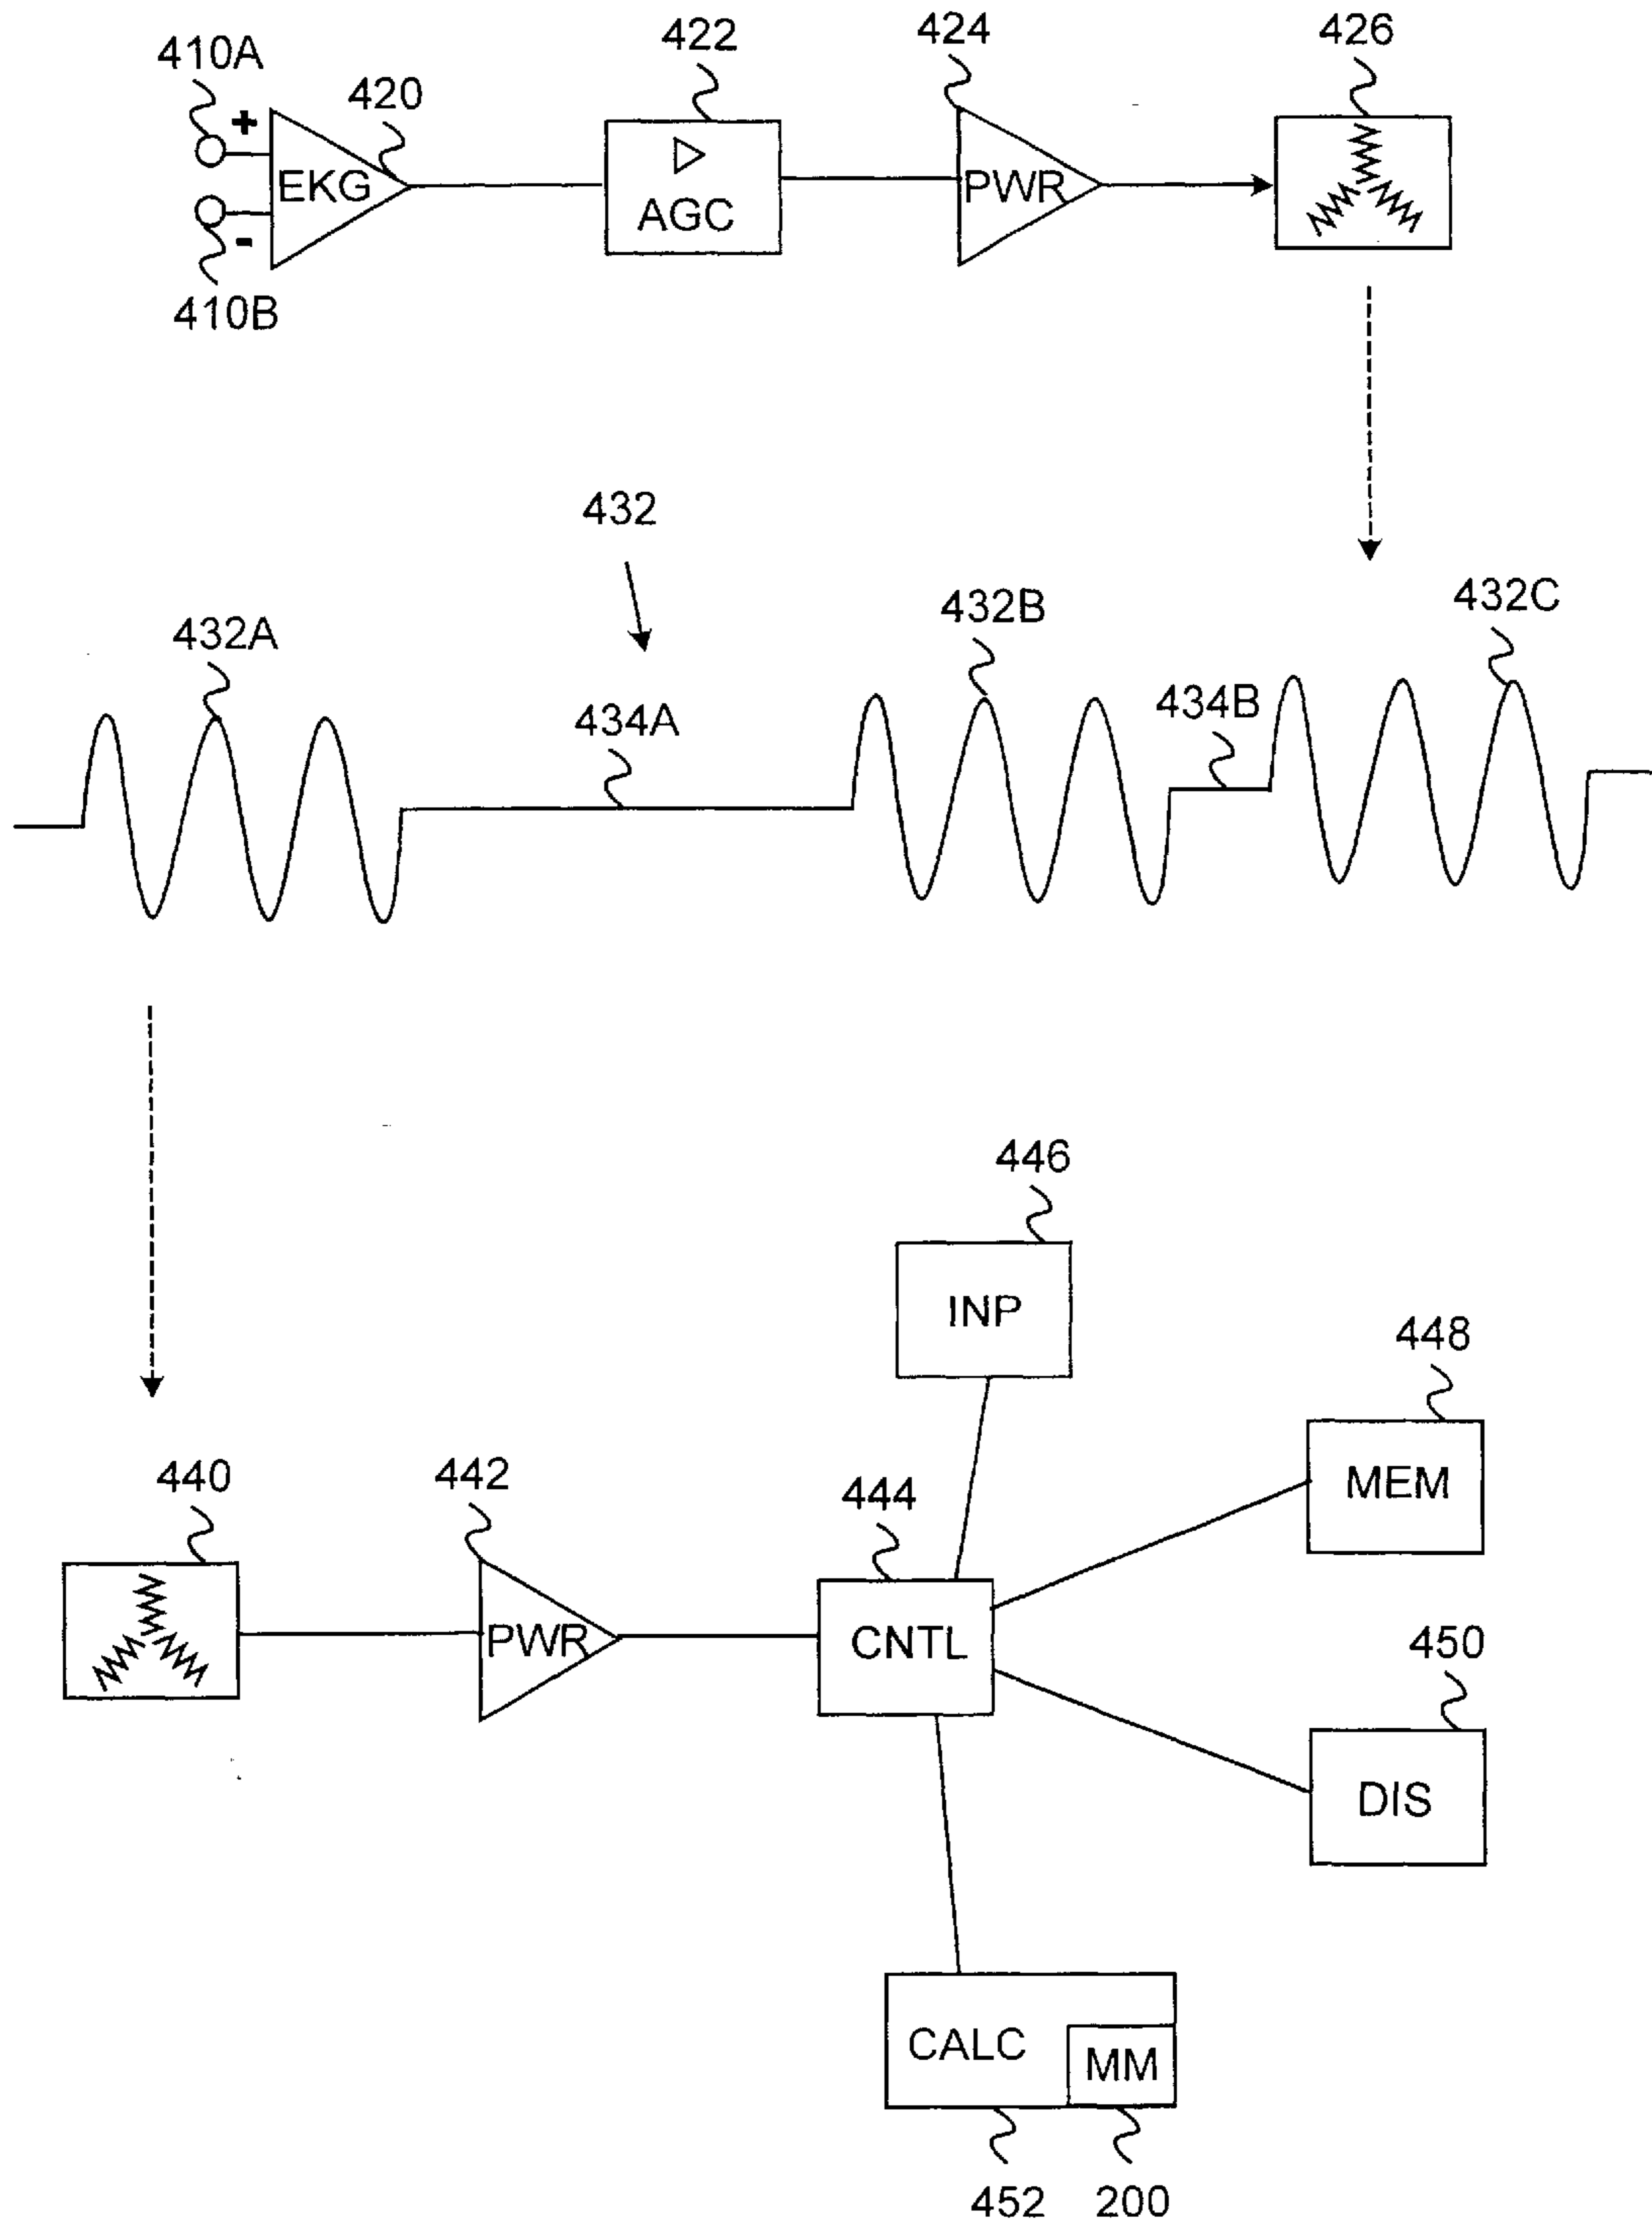 410A
420
422
424
426
+
EKG
-
410B
AGC
PWR
432
432A
434A
432B
434B
432C
446
INP
448
MEM
440
442
PWR
444
CNTL
450
DIS
CALC
MM
452
200